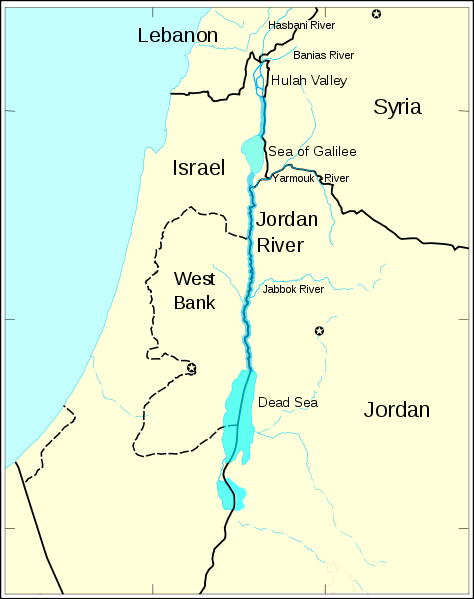 Hasbani River
Lebanon
Banias River
Hulah Valley
Syria
Sea of Galilee
Israel
Yarmouk River
Jordan
River
West
Bank
Jabbok River
Dead Sea
Jordan